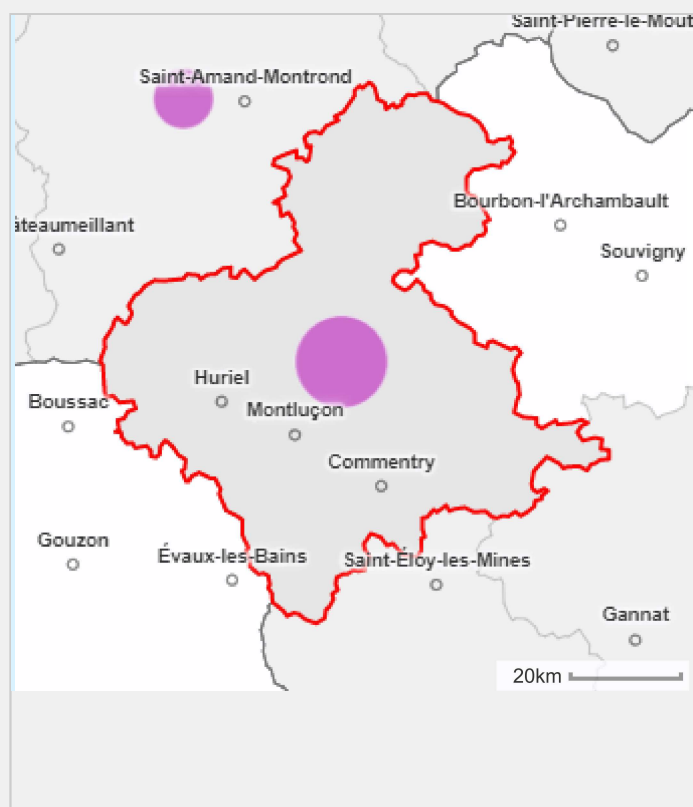 Saint-Pierre-le-Mout
Saint-Amand-Montrond
Bourbon-l'Archambault
âteaumeillant
Souvigny
Huriel
Boussac
Montluçon
Commentry
Gouzon
Évaux-les-Bains
Saint-Éloy-les-Mines
Gannat
20km